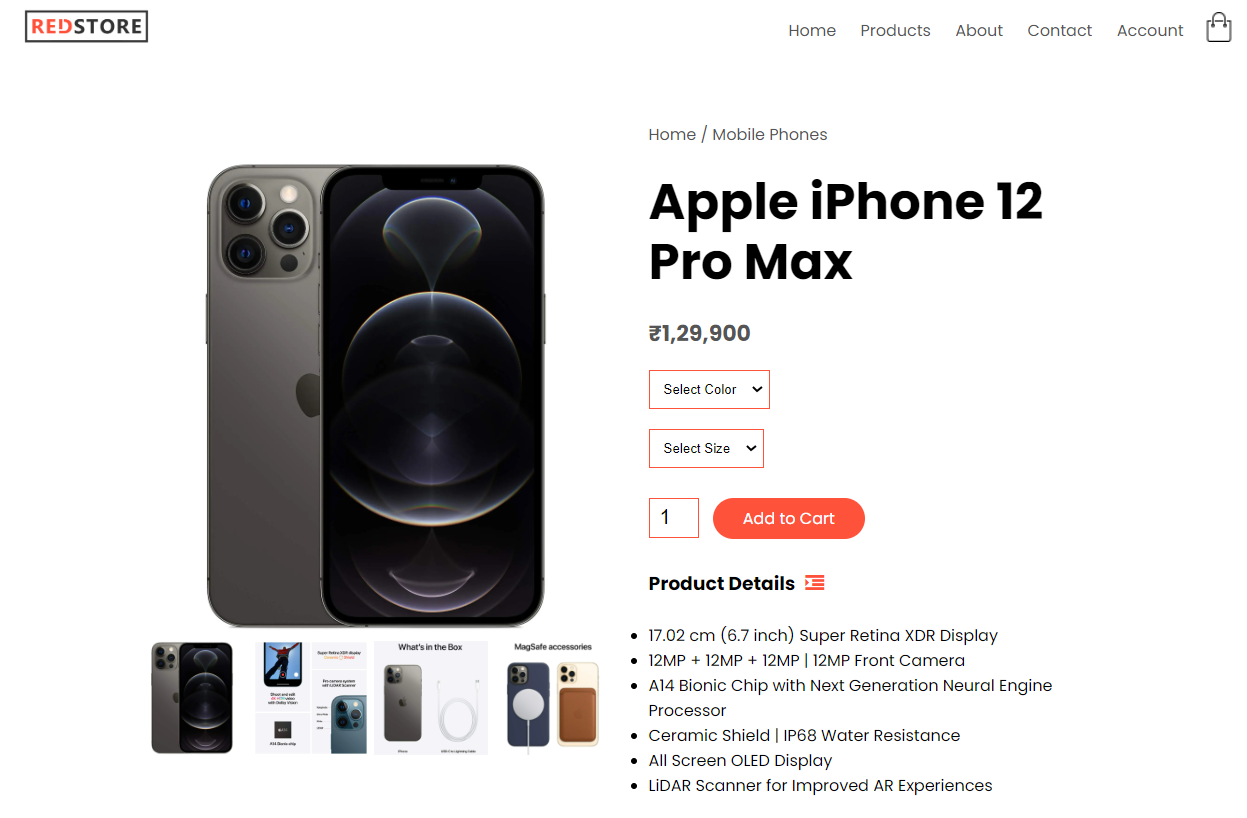 REDSTORE
Home Products About Contact Account
Home / Mobile Phones
Apple iPhone 12
Pro Max
₹1,29,900
Select Color
Select Size
1 Add to Cart
Product Details
17.02 cm (6.7 inch) Super Retina XDR Display
12MP + 12MP + 12MP | 12MP Front Camera
A14 Bionic Chip with Next Generation Neural Engine
Processor
Ceramic Shield | IP68 Water Resistance
All Screen OLED Display
LiDAR Scanner for Improved AR Experiences
Super Retina XDR display
Pro camera system
with LiDAR Scanner
Shoot and edit
with Dolby Vision
A14 Bionic chip
What's in the Box
MagSafe accessories